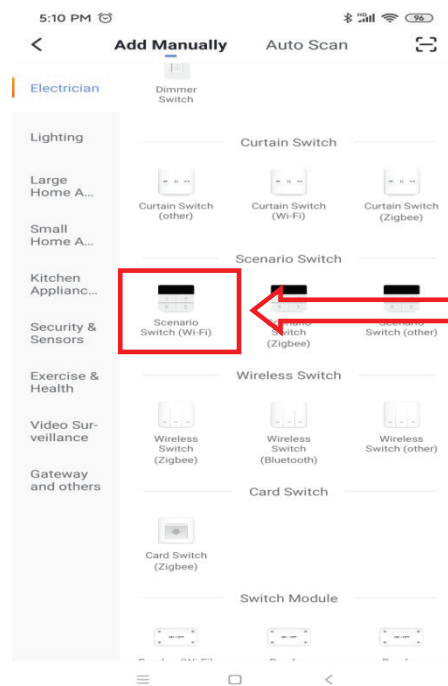 5:10 PM
96
Add Manually Auto Scan
Electrician
Lighting
Large
Home A...
Small
Home A...
Kitchen
Applianc...
Security &
Sensors
Exercise &
Health
Video Sur-
veillance
Gateway
and others
Dimmer
Switch
Curtain Switch
Curtain Switch
(other)
Curtain Switch
(Wi-Fi)
Curtain Switch
(Zigbee)
Scenario Switch
Scenario
Switch (Wi-Fi)
Scenario
Switch
(Zigbee)
Scenario
Switch (other)
Wireless Switch
Wireless
Switch
(Zigbee)
Wireless
Switch
(Bluetooth)
Wireless
Switch (other)
Card Switch
Card Switch
(Zigbee)
Switch Module